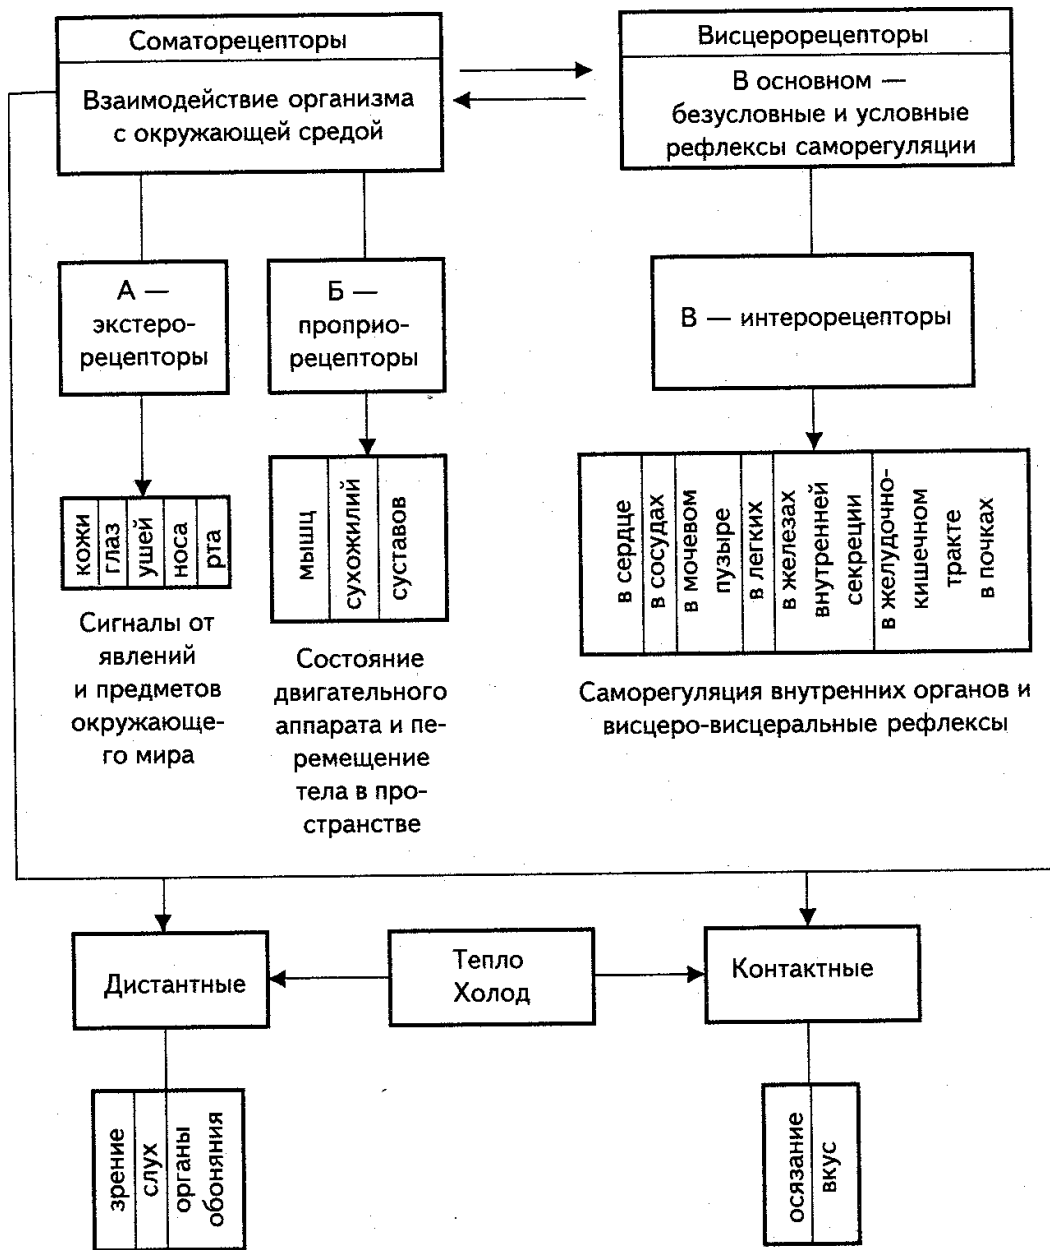 Соматорецепторы
Взаимодействие организма
с окружающей средой
Висцерорецепторы
В основном —
безусловные и условные
рефлексы саморегуляции
А —
экстеро-
рецепторы
Б —
проприо-
рецепторы
В — интерорецепторы
кожи
глаз
ушей
носа
рта
мышц
сухожилий
суставов
в сердце
в сосудах
в мочевом
пузыре
в легких
в железах
внутренней
секреции
в желудочно-
кишечном
тракте
в почках
Сигналы от
явлений
и предметов
окружающе-
го мира
Состояние
двигательного
аппарата и пе-
ремещение
тела в про-
странстве
Саморегуляция внутренних органов и
висцеро-висцеральные рефлексы
Дистантные
Тепло
Холод
Контактные
зрение
слух
органы
обоняния
осязание
вкус